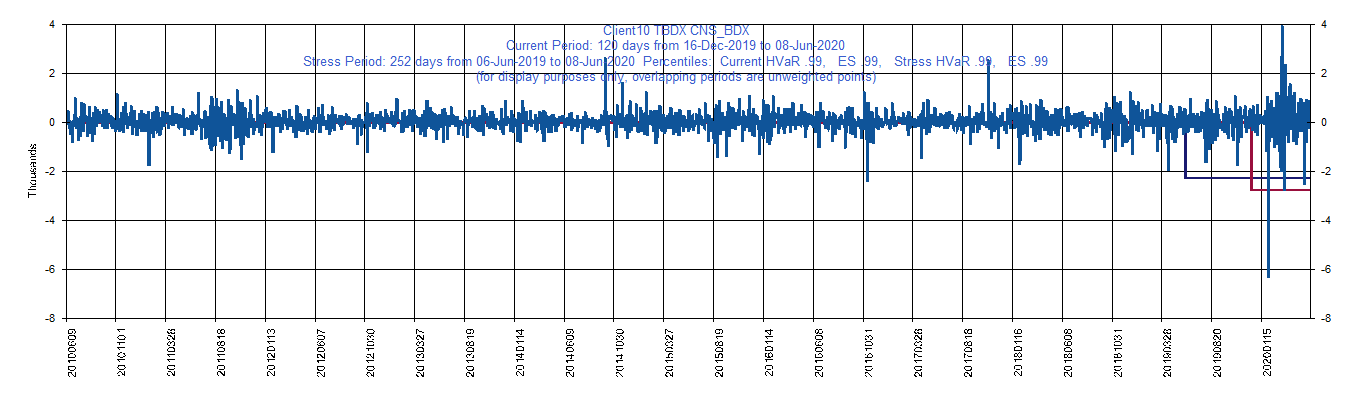 Client10 TBDX CNS_BDX
Current Period: 120 days from 16-Dec-2019 to 08-Jun-2020
Stress Period: 252 days from 06-Jun-2019 to 08-Jun-2020 Percentiles: Current HVaR .99, ES .99, Stress HVaR .99, ES .99
(for display purposes only, overlapping periods are unweighted points)
4 4
2 2
0 0
-2 -2
-4 -4
-6 -6
-8 -8
Thousands
20100609 20101101 20110328 20110818 20120113 20120607 20121030 20130327 20130819 20140114 20140609 20141030 20150327 20150819 20160114 20160608 20161031 20170328 20170818 20180116 20180608 20181031 20190328 20190820 20200115